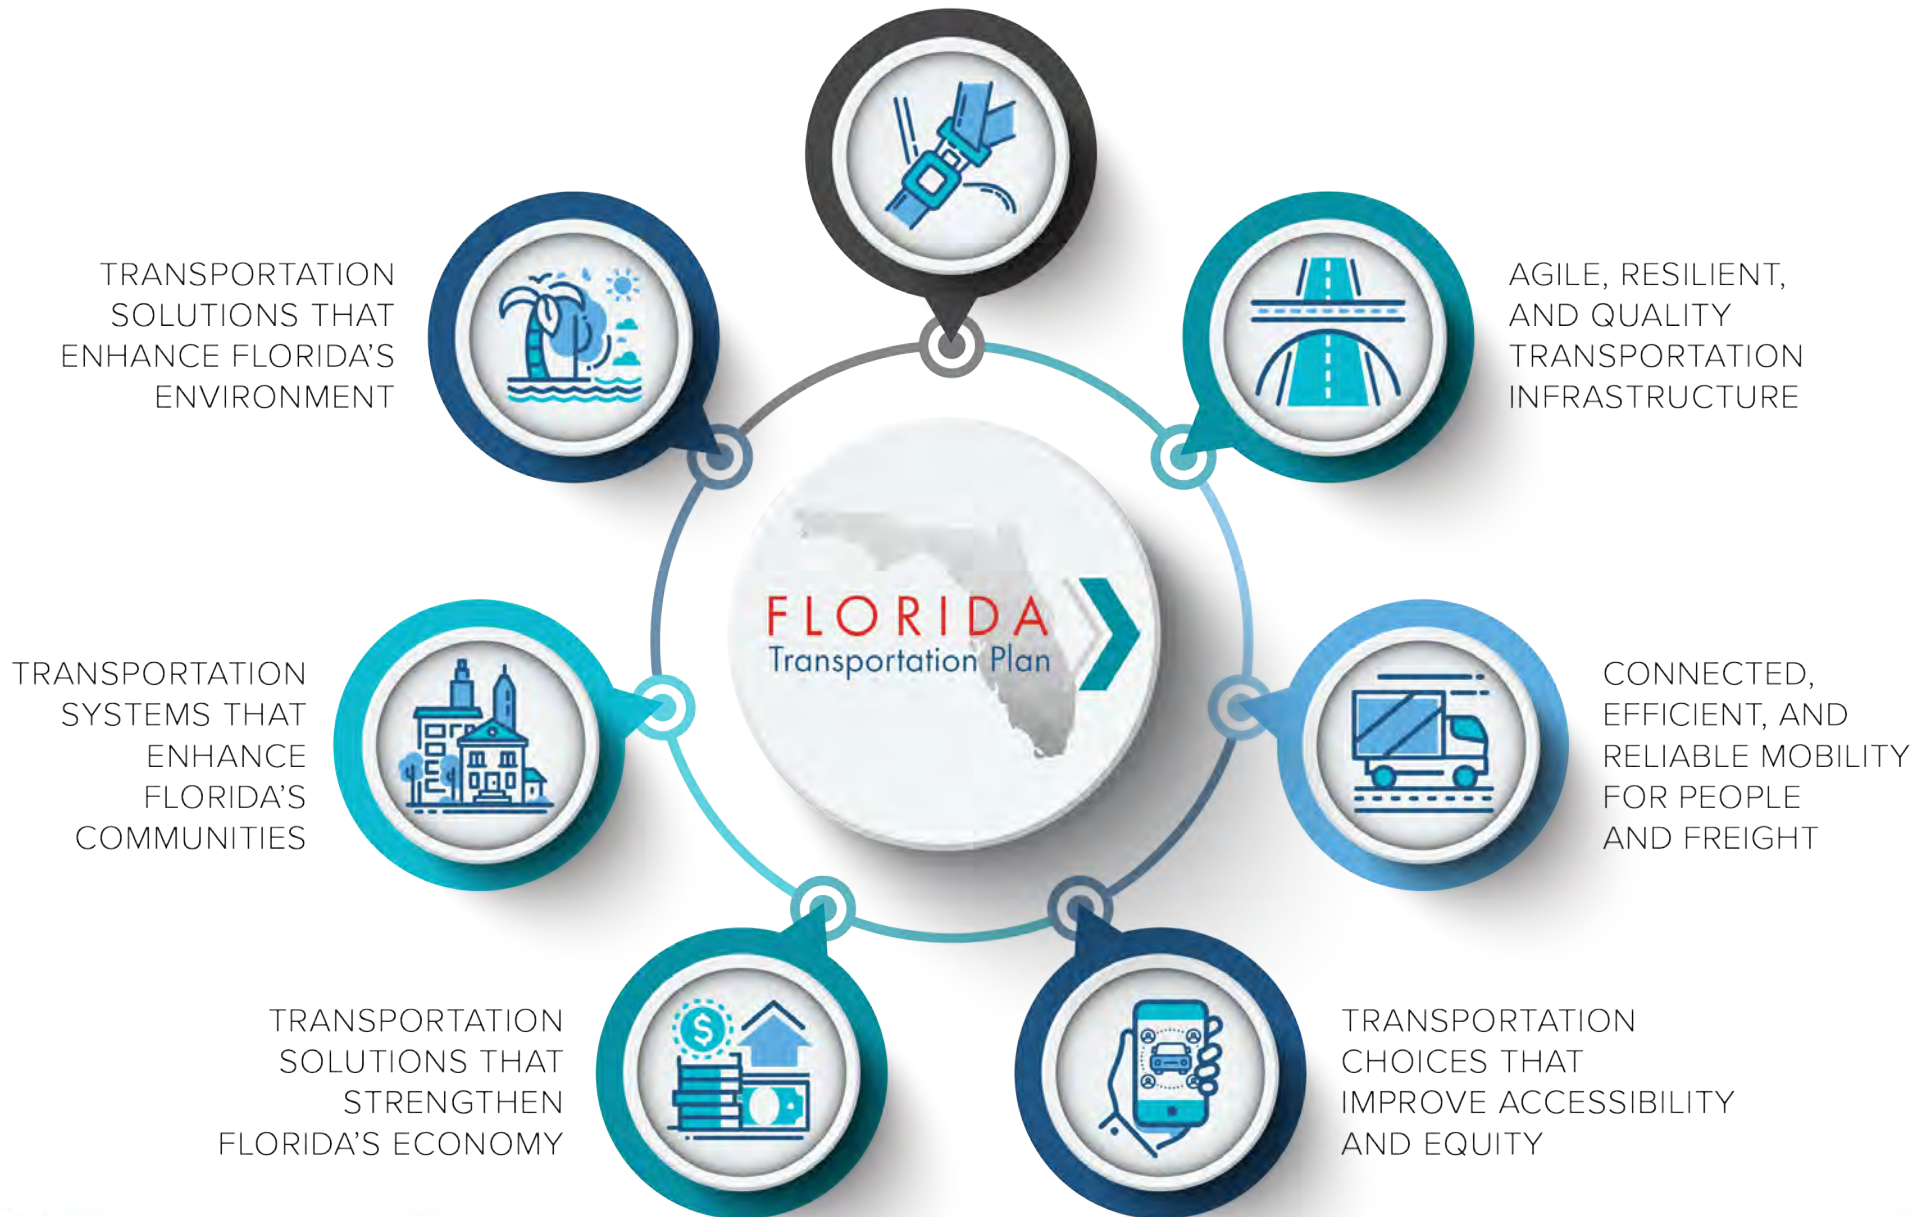 AGILE, RESILIENT,
AND QUALITY
TRANSPORTATION
INFRASTRUCTURE
CONNECTED,
EFFICIENT, AND
RELIABLE MOBILITY
FOR PEOPLE
AND FREIGHT
TRANSPORTATION
CHOICES THAT
IMPROVE ACCESSIBILITY
AND EQUITY
TRANSPORTATION
SOLUTIONS THAT
STRENGTHEN
FLORIDA'S ECONOMY
TRANSPORTATION
SYSTEMS THAT
ENHANCE
FLORIDA'S
COMMUNITIES
TRANSPORTATION
SOLUTIONS THAT
ENHANCE FLORIDA'S
ENVIRONMENT
FLORIDA
Transportation Plan
$